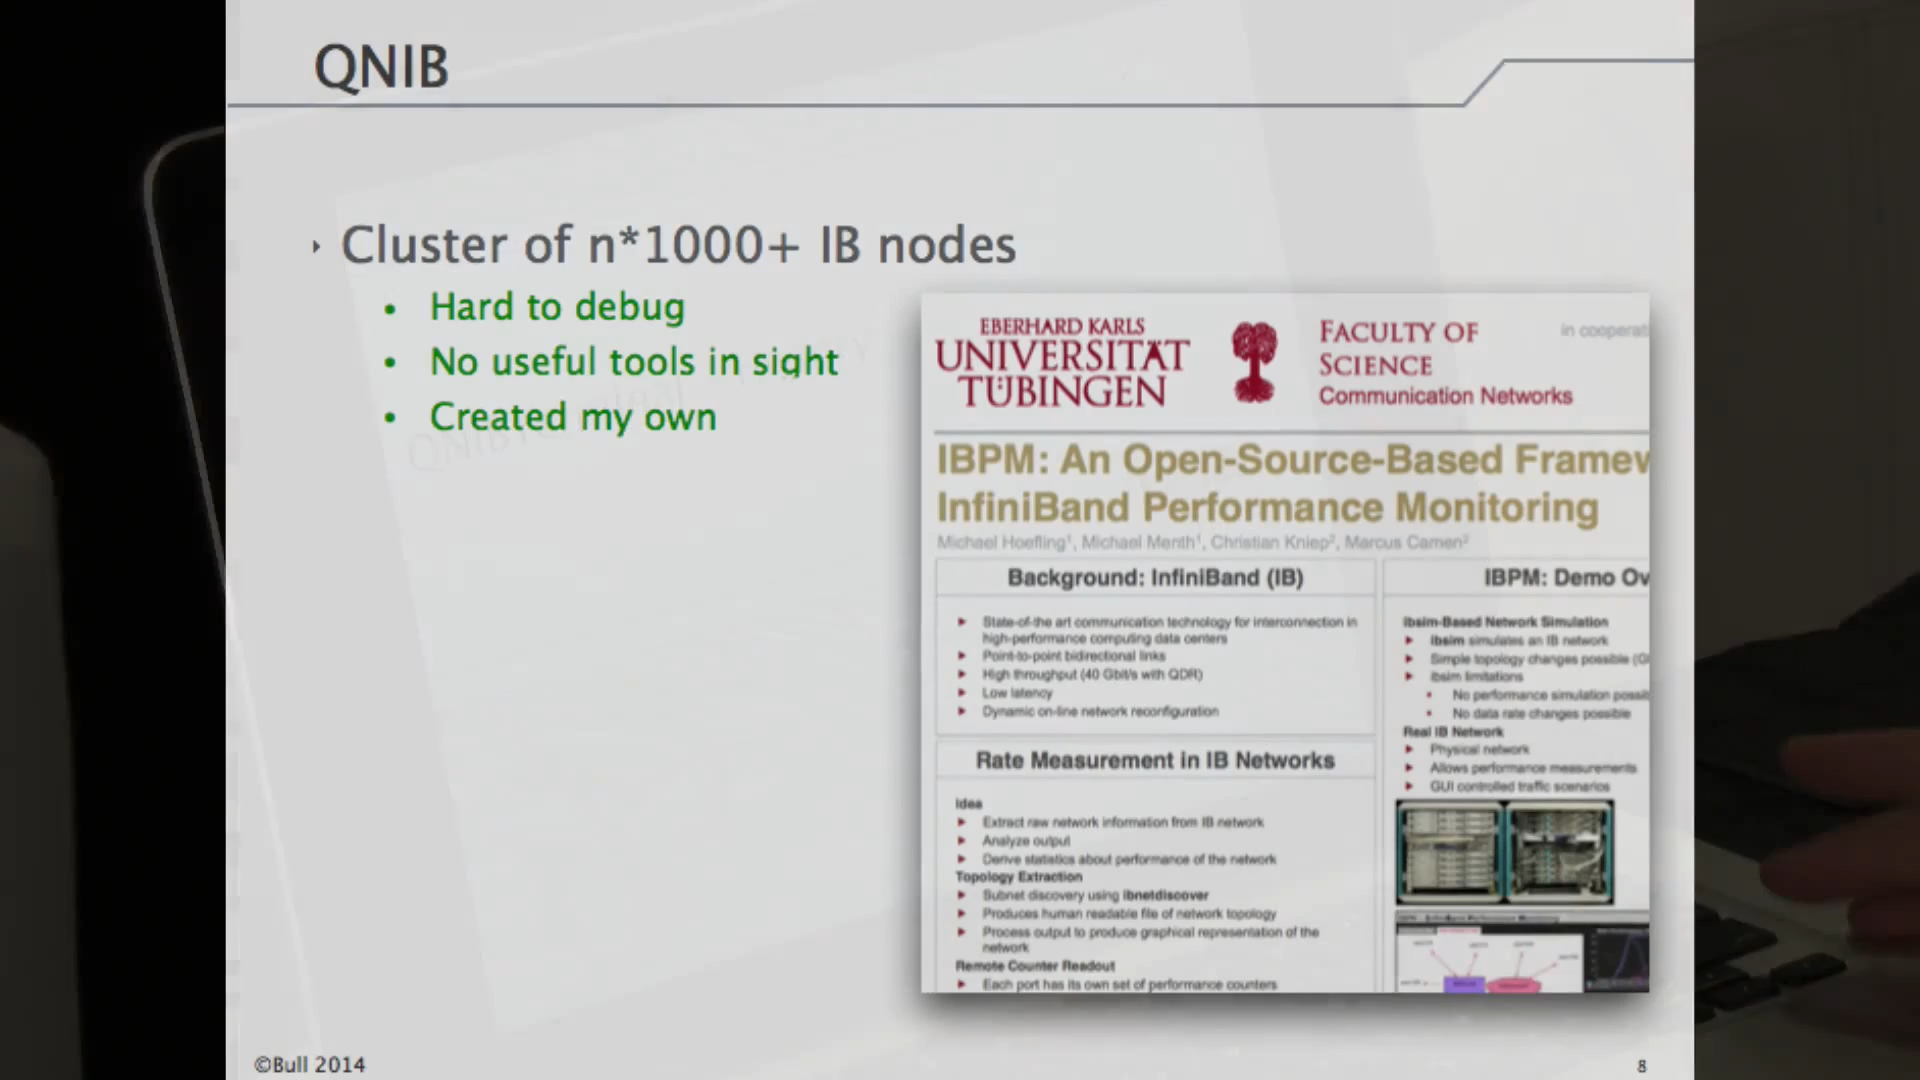 QNIB
Cluster of n*1000+ IB nodes
Hard to debug
No useful tools in sight
Created my own
EBERHARD KARLS
UNIVERSITÄT
TÜBINGEN
FACULTY OF
SCIENCE
Communication Networks
in cooperat
IBPM: An Open-Source-Based Framew
InfiniBand Performance Monitoring
Michael Hoefling¹, Michael Menth¹, Christian Kniep², Marcus Camen²
Background: InfiniBand (IB)
State-of-the art communication technology for interconnection in
high-performance computing data centers
Point-to-point bidirectional links
High throughput (40 Gbit/s with QDR)
Low latency
Dynamic on-line network reconfiguration
Rate Measurement in IB Networks
Idea
Extract raw network information from IB network
Analyze output
Derive statistics about performance of the network
Topology Extraction
Subnet discovery using ibnetdiscover
Produces human readable file of network topology
Process output to produce graphical representation of the
network
Remote Counter Readout
Each port has its own set of performance counters
IBPM: Demo Ov
Ibsim-Based Network Simulation
ibsim simulates an IB network
Simple topology changes possible (G
ibsim limitations
No performance simulation possib
No data rate changes possible
Real IB Network
Physical network
Allows performance measurements
GUI controlled traffic scenarios
©Bull 2014
8